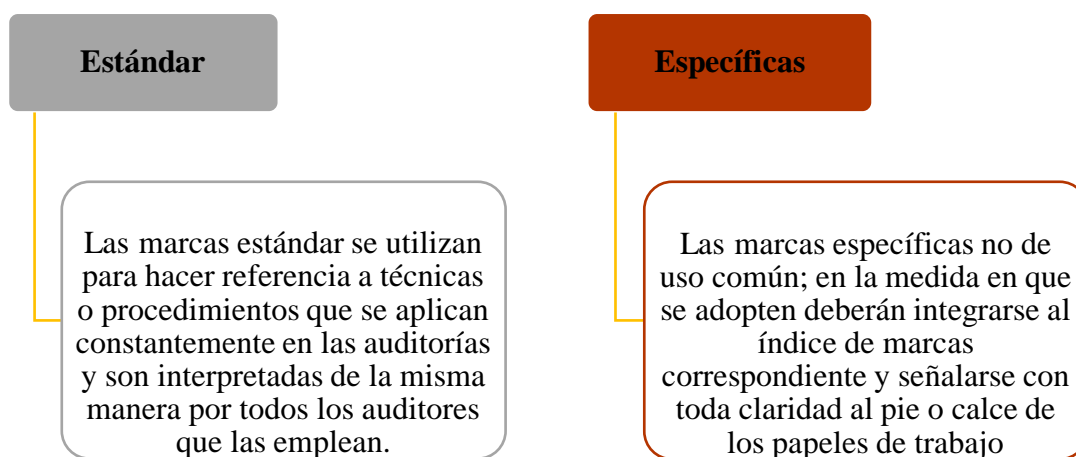 Estándar
Las marcas estándar se utilizan
para hacer referencia a técnicas
o procedimientos que se aplican
constantemente en las auditorías
y son interpretadas de la misma
manera por todos los auditores
que las emplean.
Específicas
Las marcas específicas no de
uso común; en la medida en que
se adopten deberán integrarse al
índice de marcas
correspondiente y señalarse con
toda claridad al pie o calce de
los papeles de trabajo